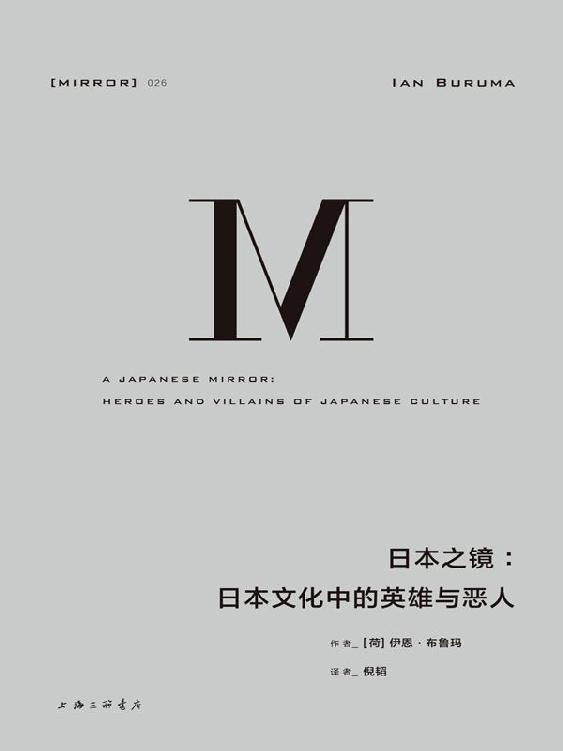 [MIRROR] 026
IAN BURUMA
M
A JAPANESE MIRROR:
HEROES AND VILLAINS OF JAPANESE CULTURE
日本之镜：
日本文化中的英雄与恶人
作者_ [荷] 伊恩·布鲁玛
译者_ 倪韬
上海三联书店